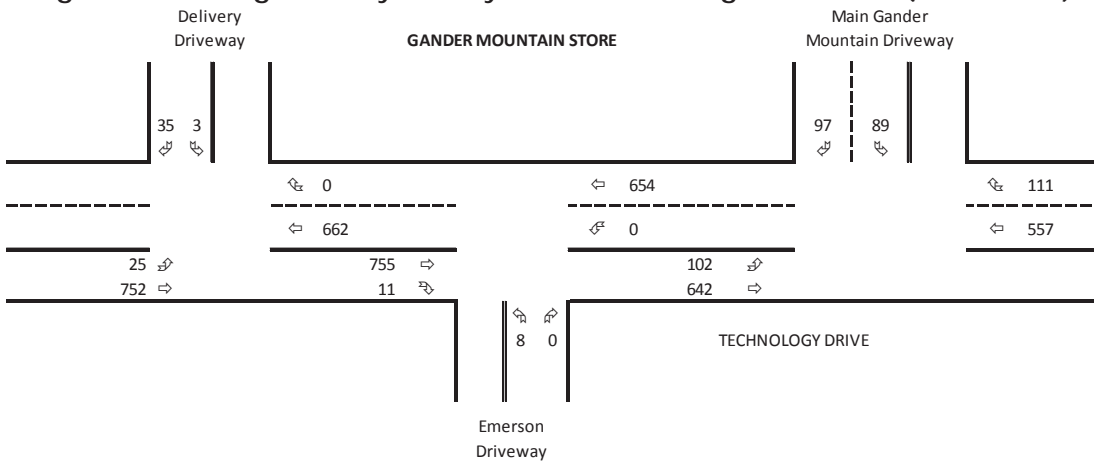 Delivery
Driveway
GANDER MOUNTAIN STORE
Main Gander
Mountain Driveway
35 3
97 89
0
654
111
662
0
557
25
755
102
752
11
642
8 0
TECHNOLOGY DRIVE
Emerson
Driveway